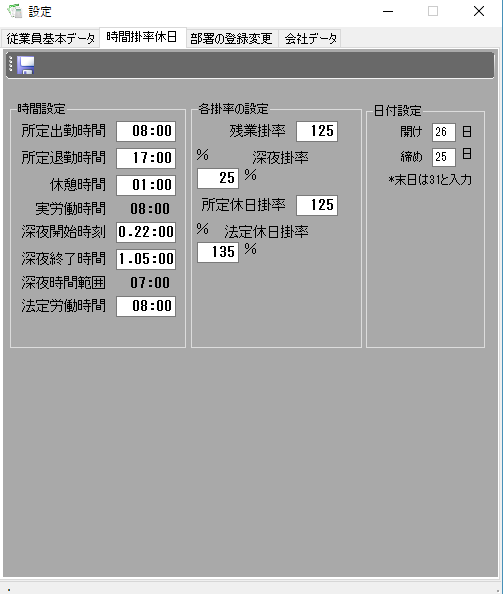 設定
従業員基本データ 時間掛率休日 部署の登録変更 会社データ
時間設定
所定出勤時間 08:00
所定退勤時間 17:00
休憩時間 01:00
実労働時間 08:00
深夜開始時刻 0.22:00
深夜終了時間 1.05:00
深夜時間範囲 07:00
法定労働時間 08:00
各掛率の設定
残業掛率 125
% 深夜掛率
25 %
所定休日掛率 125
% 法定休日掛率
135 %
日付設定
開け 26 日
締め 25 日
*末日は31と入力